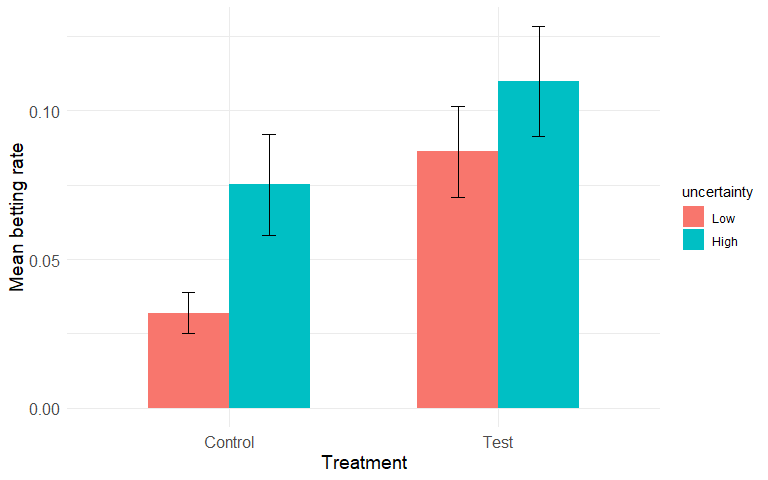 Mean betting rate
0.10
0.05
0.00
Control Test
Treatment
uncertainty
Low
High